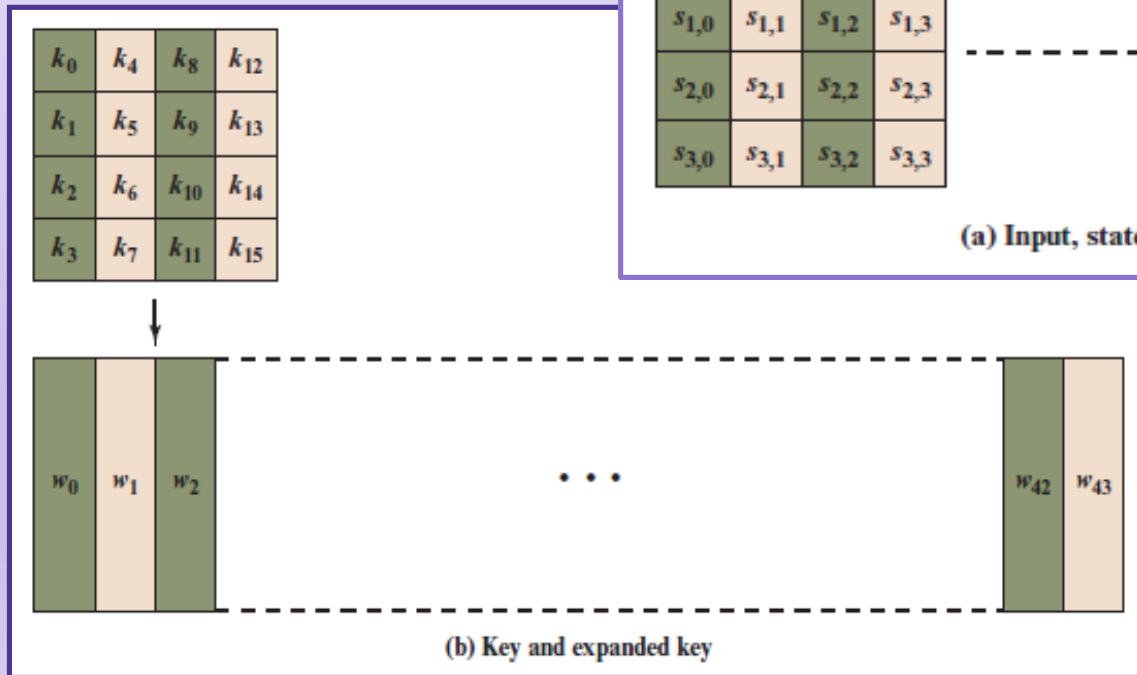 k0 k4 k8 k12
k1 k5 k9 k13
k2 k6 k10 k14
k3 k7 k11 k15
s1,0 s1,1 s1,2 s1,3
s2,0 s2,1 s2,2 s2,3
s3,0 s3,1 s3,2 s3,3
(a) Input, state
w0 w1 w2 • • • w42 w43
(b) Key and expanded key